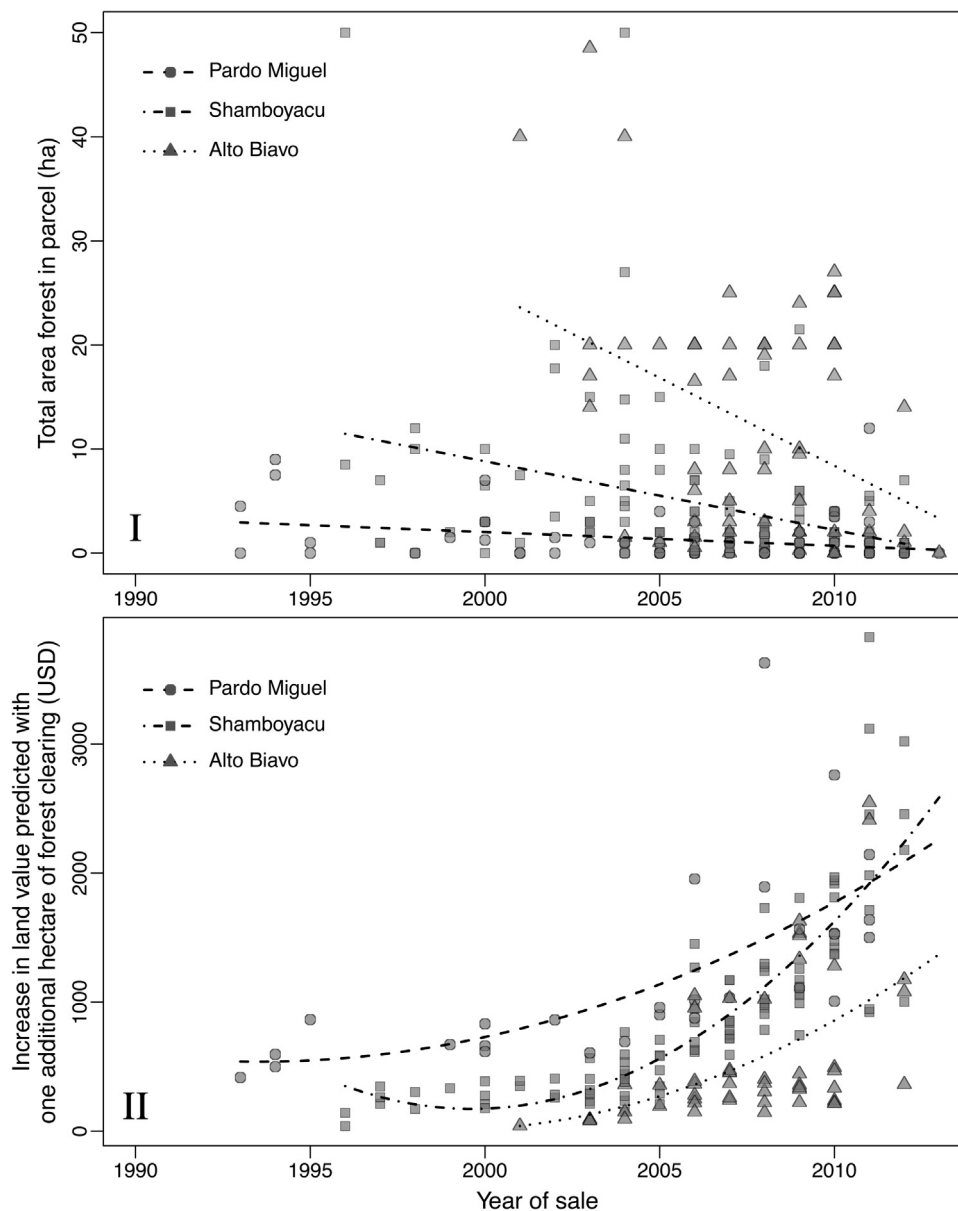 50
40
30
20
10
0
Total area forest in parcel (ha)
Pardo Miguel
Shamboyacu
Alto Biavo
I
1990
1995
2000
2005
2010
3000
2000
1000
0
Increase in land value predicted with
one additional hectare of forest clearing (USD)
Pardo Miguel
Shamboyacu
Alto Biavo
II
1990
1995
2000
2005
2010
Year of sale